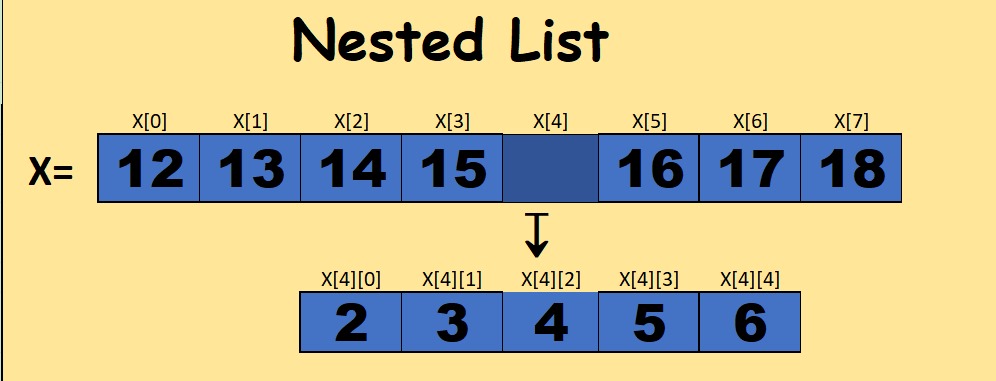 Nested List
X[0] X[1] X[2] X[3] X[4] X[5] X[6] X[7]
X= 12 13 14 15 16 17 18
X[4][0] X[4][1] X[4][2] X[4][3] X[4][4]
2 3 4 5 6